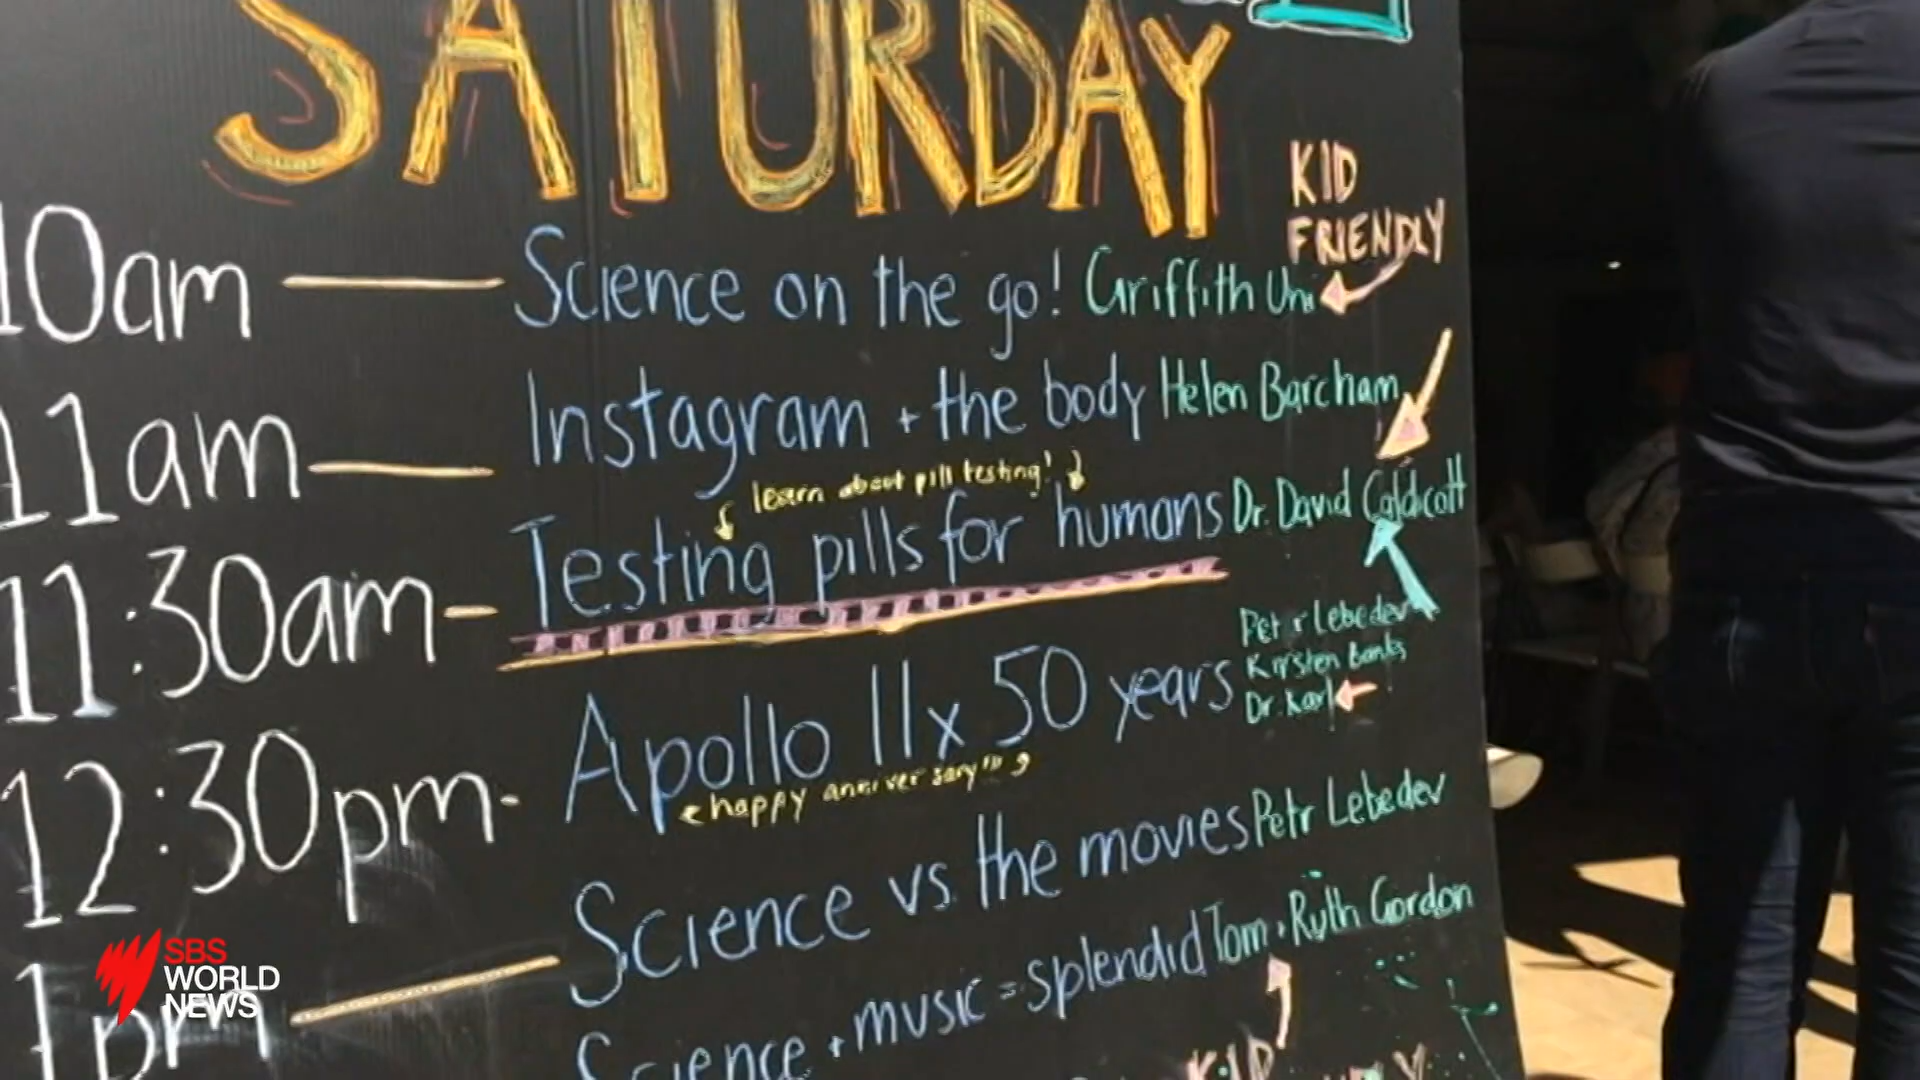 SATURDAY
KID
FRIENDLY
10am Science on the go! Griffith Uni
11am Instagram + the body Helen Barcham
learn about pill testing!
11:30am Testing pills for humans Dr. David Caldicott
12:30pm Apollo 11 x 50 years
Petr Lebedev
Kirsten Banks
Dr. Karl
happy anniversary
1pm Science vs the movies Petr Lebedev
Science + music = splendid Tom + Ruth Gordon
KID
SBS
WORLD
NEWS